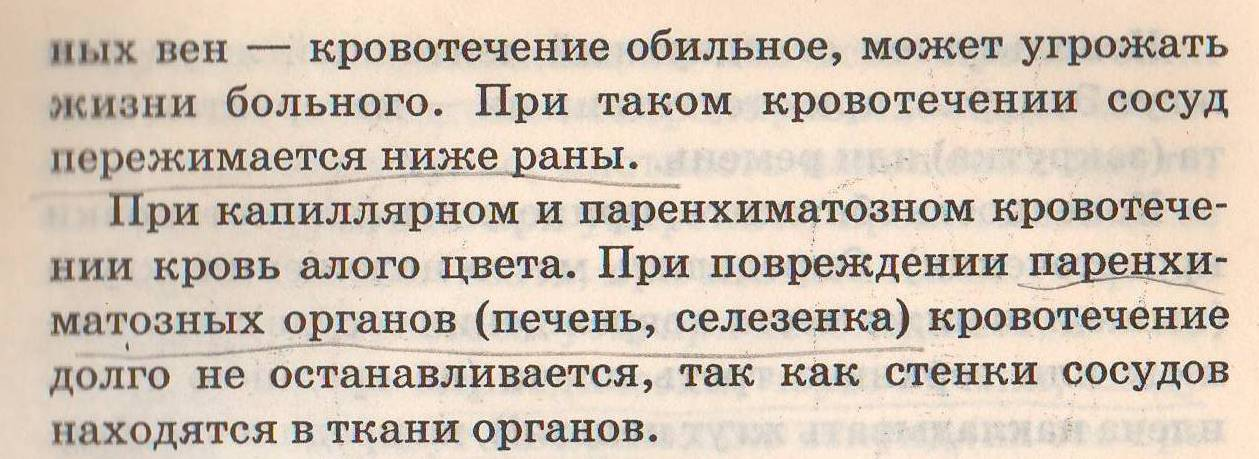 ных вен — кровотечение обильное, может угрожать
жизни больного. При таком кровотечении сосуд
пережимается ниже раны.
При капиллярном и паренхиматозном кровотече-
нии кровь алого цвета. При повреждении паренхи-
матозных органов (печень, селезенка) кровотечение
долго не останавливается, так как стенки сосудов
находятся в ткани органов.